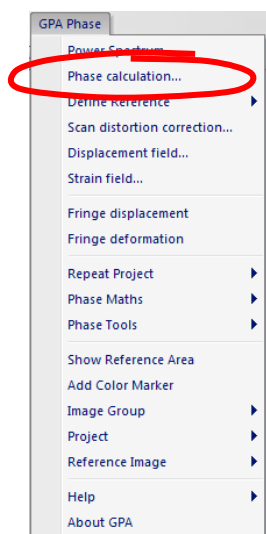 GPA Phase
Power Spectrum...
Phase calculation...
Define Reference
Scan distortion correction...
Displacement field...
Strain field...
Fringe displacement
Fringe deformation
Repeat Project
Phase Maths
Phase Tools
Show Reference Area
Add Color Marker
Image Group
Project
Reference Image
Help
About GPA